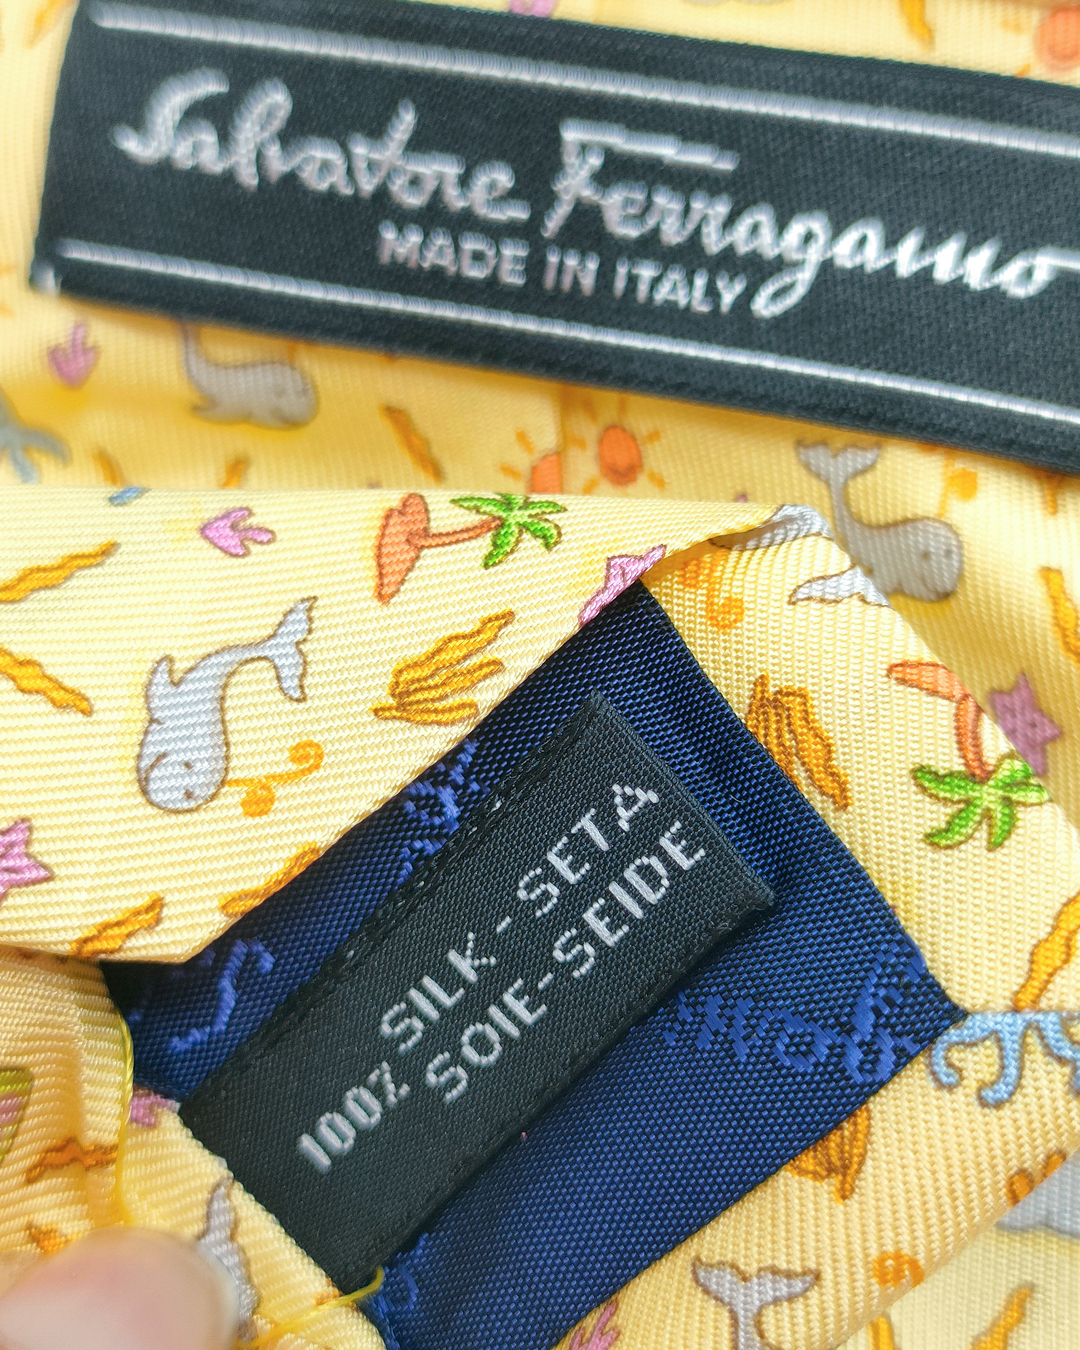 Salvatore Ferragamo
MADE IN ITALY
100% SILK-SETA
SOIE-SEIDE